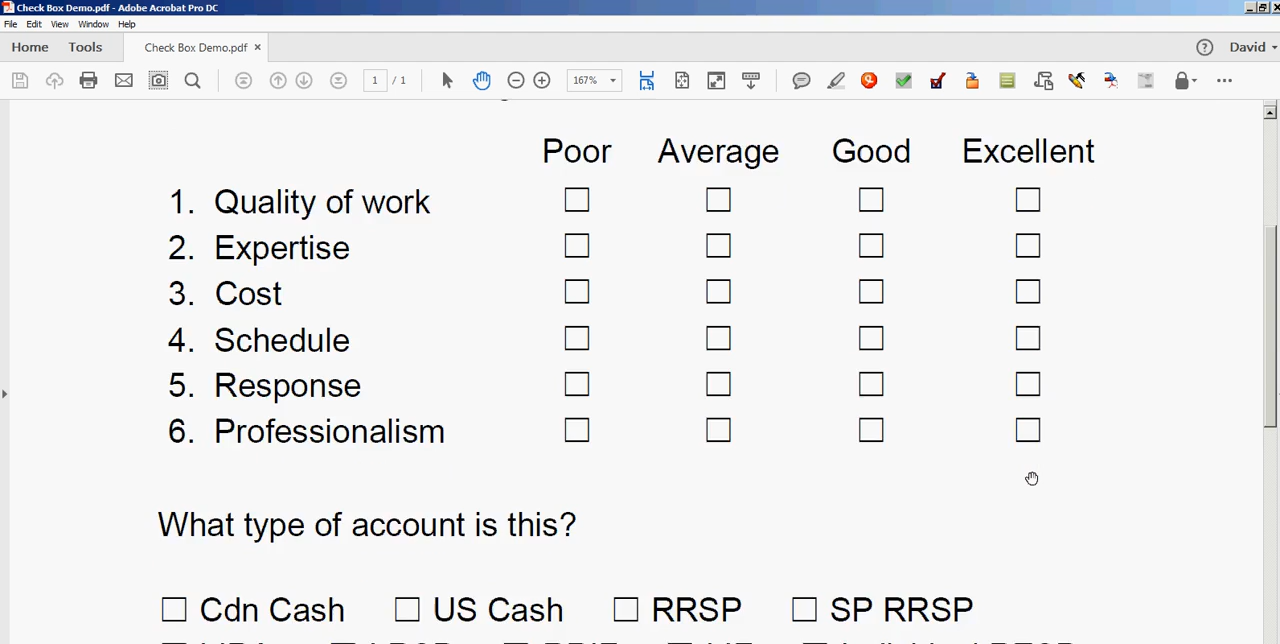 Check Box Demo.pdf - Adobe Acrobat Pro DC
File Edit View Window Help
Home Tools Check Box Demo.pdf × ? David
1 / 1 167%
Poor Average Good Excellent
1. Quality of work
2. Expertise
3. Cost
4. Schedule
5. Response
6. Professionalism
What type of account is this?
Cdn Cash US Cash RRSP SP RRSP